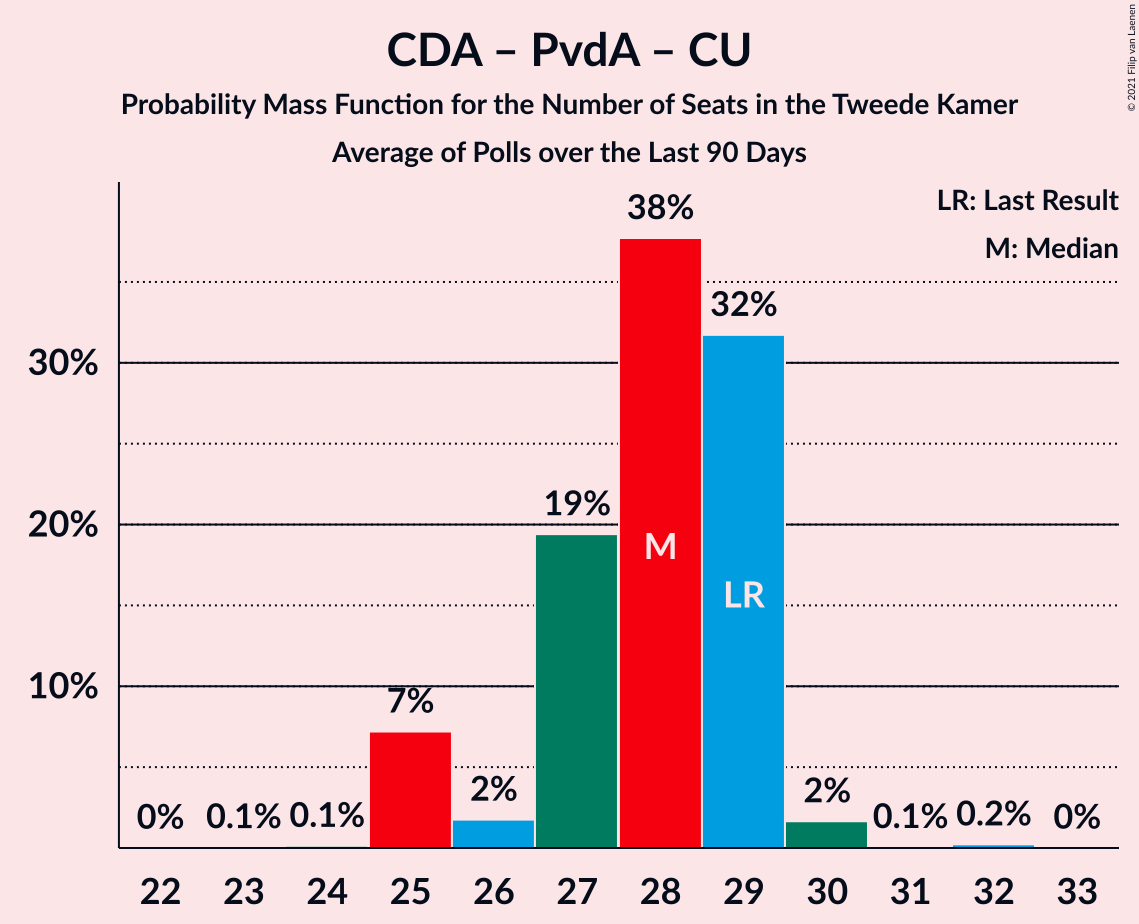 CDA – PvdA – CU
Probability Mass Function for the Number of Seats in the Tweede Kamer
Average of Polls over the Last 90 Days
© 2021 Filip van Laenen
LR: Last Result
M: Median
38%
32%
30%
19%
20%
M
LR
10%
7%
2%
2%
0%
0.1%
0.1%
0.1%
0.2%
0%
22 23 24 25 26 27 28 29 30 31 32 33